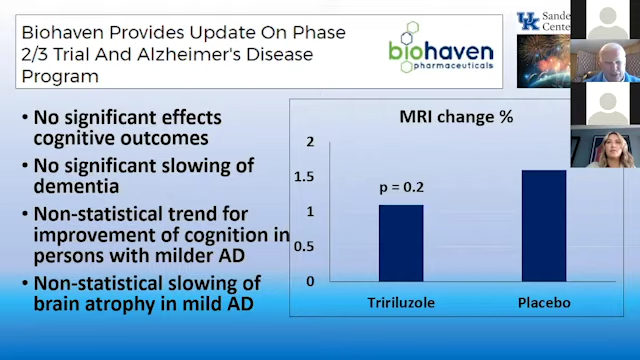 Biohaven Provides Update On Phase
2/3 Trial And Alzheimer's Disease
Program
biohaven
pharmaceuticals
UK
Sande
Cente
• No significant effects
cognitive outcomes
• No significant slowing of
dementia
• Non-statistical trend for
improvement of cognition in
persons with milder AD
• Non-statistical slowing of
brain atrophy in mild AD
MRI change %
2
1.5
1
0.5
0
p = 0.2
Tririluzole
Placebo